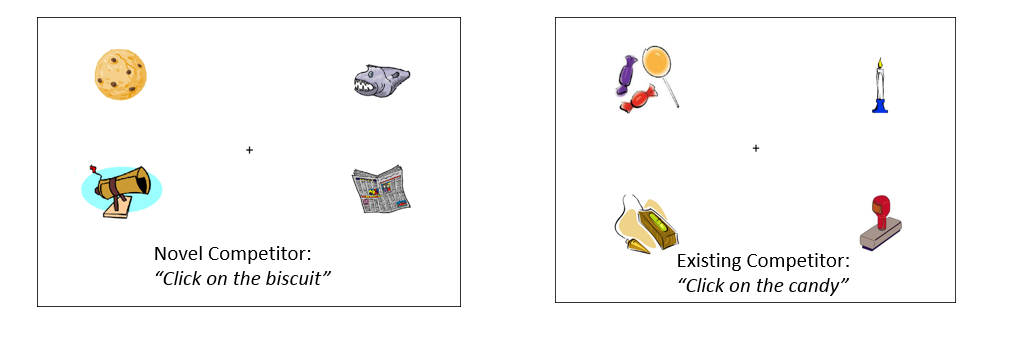 +
Novel Competitor:
“Click on the biscuit”
+
Existing Competitor:
“Click on the candy”